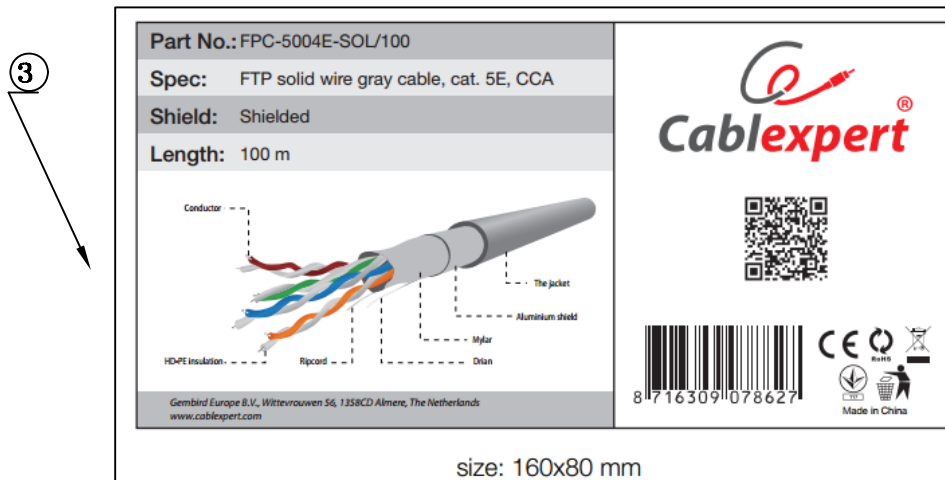 3
Part No.: FPC-5004E-SOL/100
Spec: FTP solid wire gray cable, cat. 5E, CCA
Shield: Shielded
Length: 100 m
Conductor
The jacket
Aluminium shield
Mylar
HD-PE insulation
Ripcord
Drian
Gembird Europe B.V., Wittevrouwen 56, 1358CD Almere, The Netherlands
www.cablexpert.com
Cablexpert®
8 716309 078627
CE
RoHS
Made in China
size: 160x80 mm